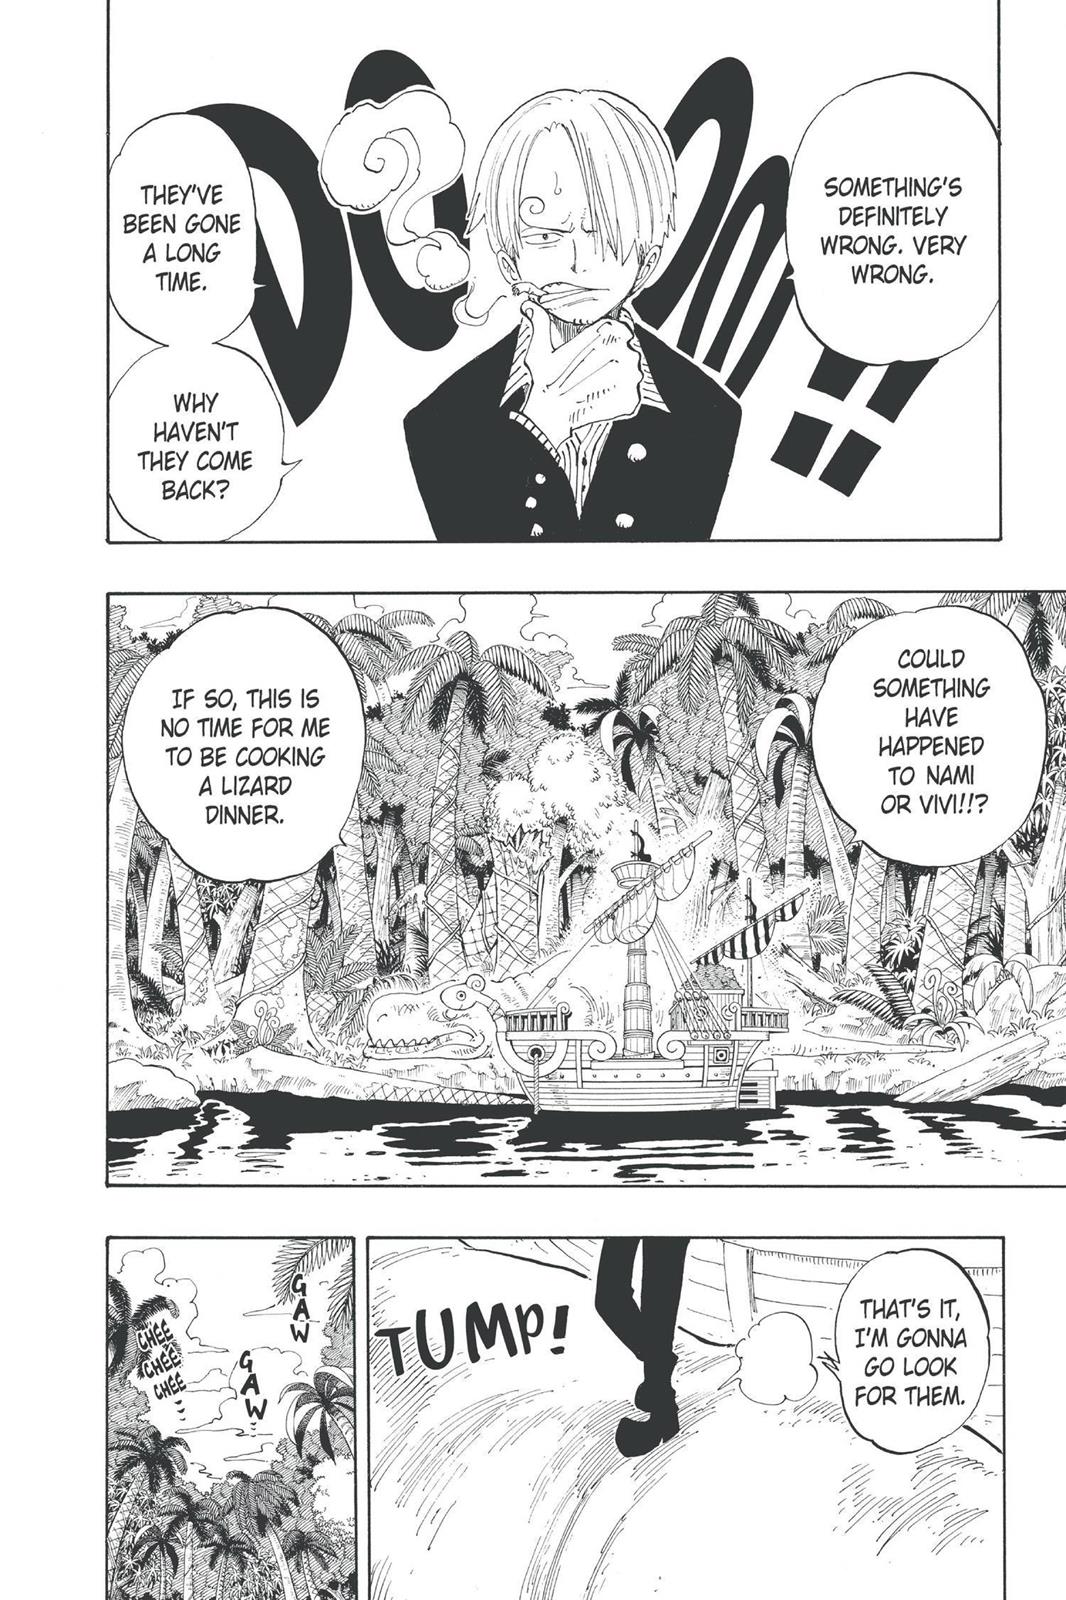 SOMETHING'S
DEFINITELY
WRONG. VERY
WRONG.
DOOM!!
THEY'VE
BEEN GONE
A LONG
TIME.
WHY
HAVEN'T
THEY COME
BACK?
COULD
SOMETHING
HAVE
HAPPENED
TO NAMI
OR VIVI!!?
IF SO, THIS IS
NO TIME FOR ME
TO BE COOKING
A LIZARD
DINNER.
THAT'S IT,
I'M GONNA
GO LOOK
FOR THEM.
TUMP!
GAW
GAW
CHEE
CHEE
CHEE